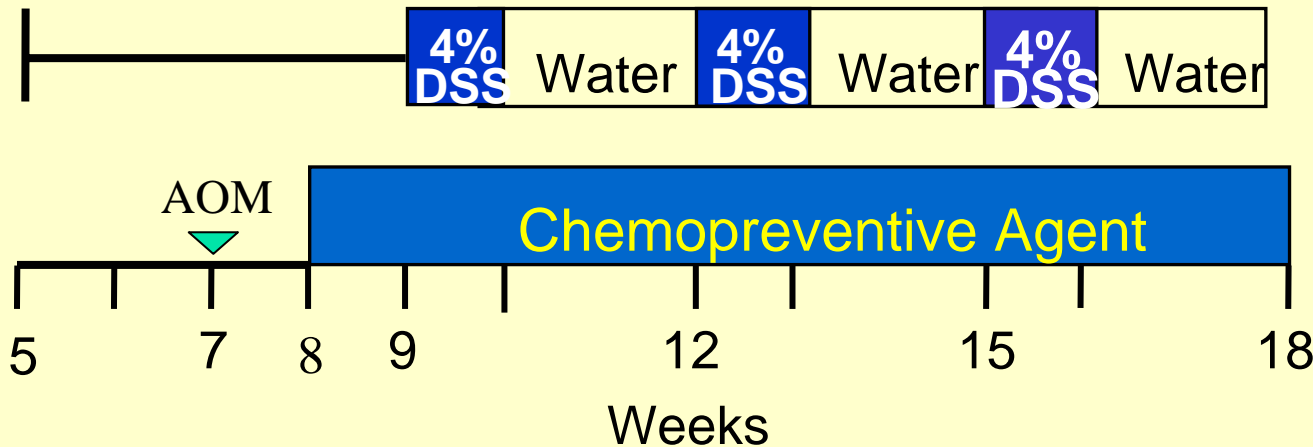 4% DSS Water 4% DSS Water 4% DSS Water
AOM
Chemopreventive Agent
5 7 8 9 12 15 18
Weeks